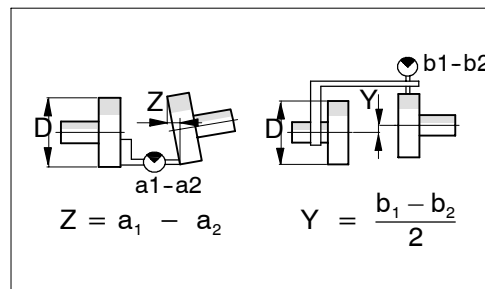 Z
D
a1-a2
Z = a₁ - a₂
b1-b2
Y
D
Y = b₁ - b₂
2